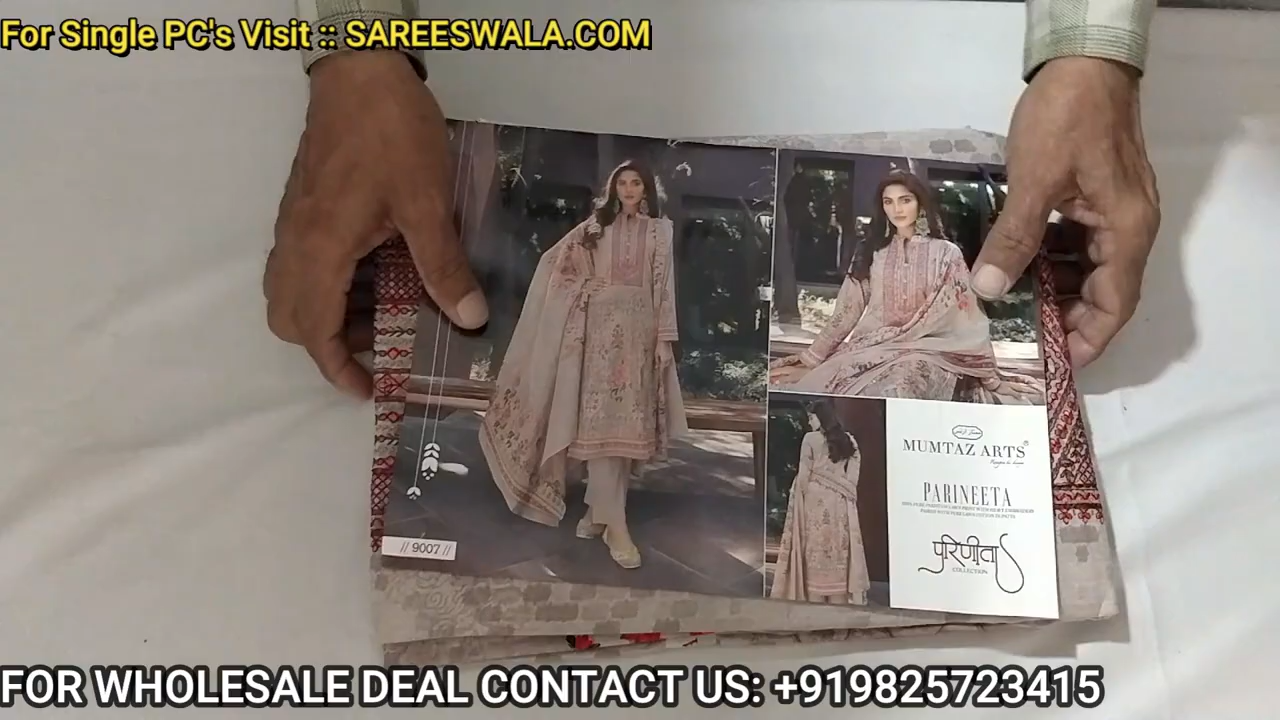 For Single PC's Visit :: SAREESWALA.COM
MUMTAZ ARTS®
PARINEETA
परिणीता
COLLECTION
// 9007 //
FOR WHOLESALE DEAL CONTACT US: +919825723415